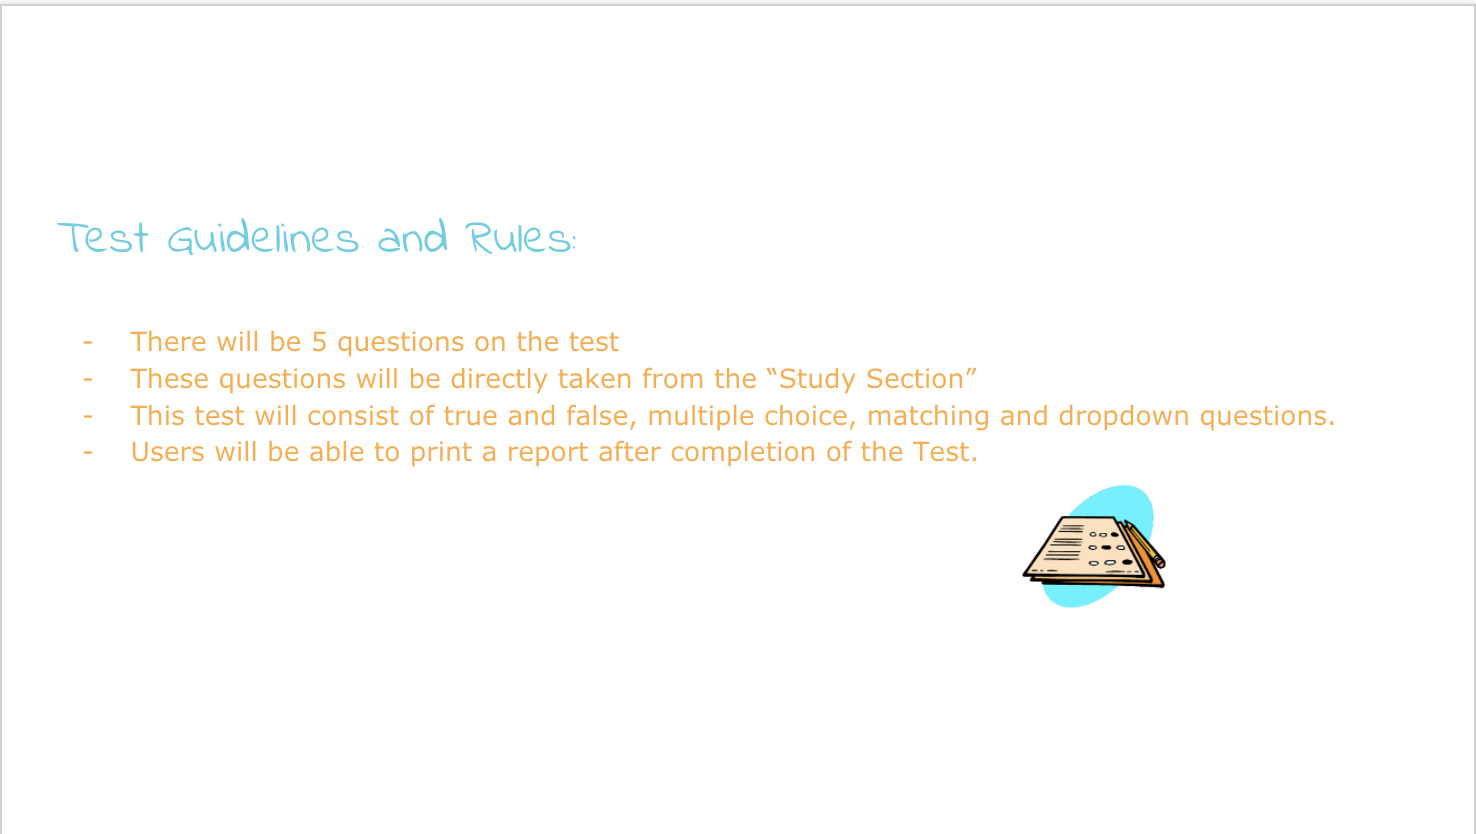 Test Guidelines and Rules:
- There will be 5 questions on the test
- These questions will be directly taken from the “Study Section”
- This test will consist of true and false, multiple choice, matching and dropdown questions.
- Users will be able to print a report after completion of the Test.